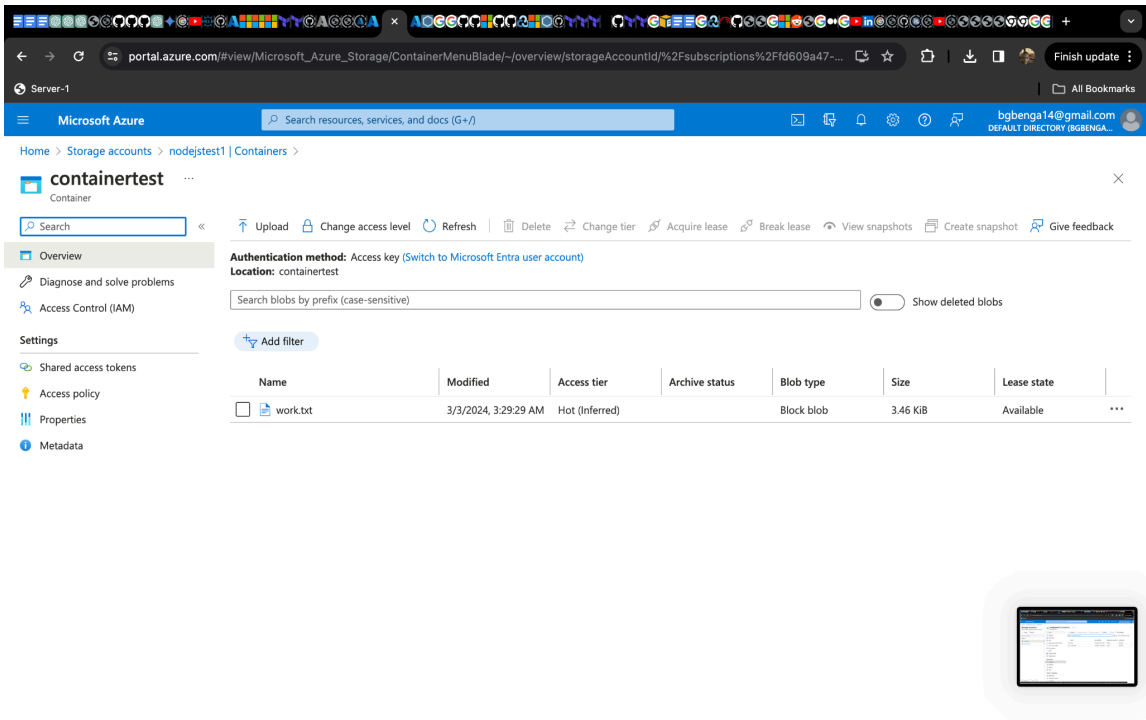 portal.azure.com/#view/Microsoft_Azure_Storage/ContainerMenuBlade/~/overview/storageAccountId/%2Fsubscriptions%2Ffd609a47-...
Finish update
Server-1
All Bookmarks
Microsoft Azure
Search resources, services, and docs (G+/)
bgbenga14@gmail.com
DEFAULT DIRECTORY (BGBENGA...
Home > Storage accounts > nodejstest1 | Containers >
containertest ...
Container
Search
«
Upload Change access level Refresh Delete Change tier Acquire lease Break lease View snapshots Create snapshot Give feedback
Overview
Diagnose and solve problems
Access Control (IAM)
Settings
Shared access tokens
Access policy
Properties
Metadata
Authentication method: Access key (Switch to Microsoft Entra user account)
Location: containertest
Search blobs by prefix (case-sensitive)
Show deleted blobs
Add filter
Name Modified Access tier Archive status Blob type Size Lease state
work.txt 3/3/2024, 3:29:29 AM Hot (Inferred) Block blob 3.46 KiB Available ...